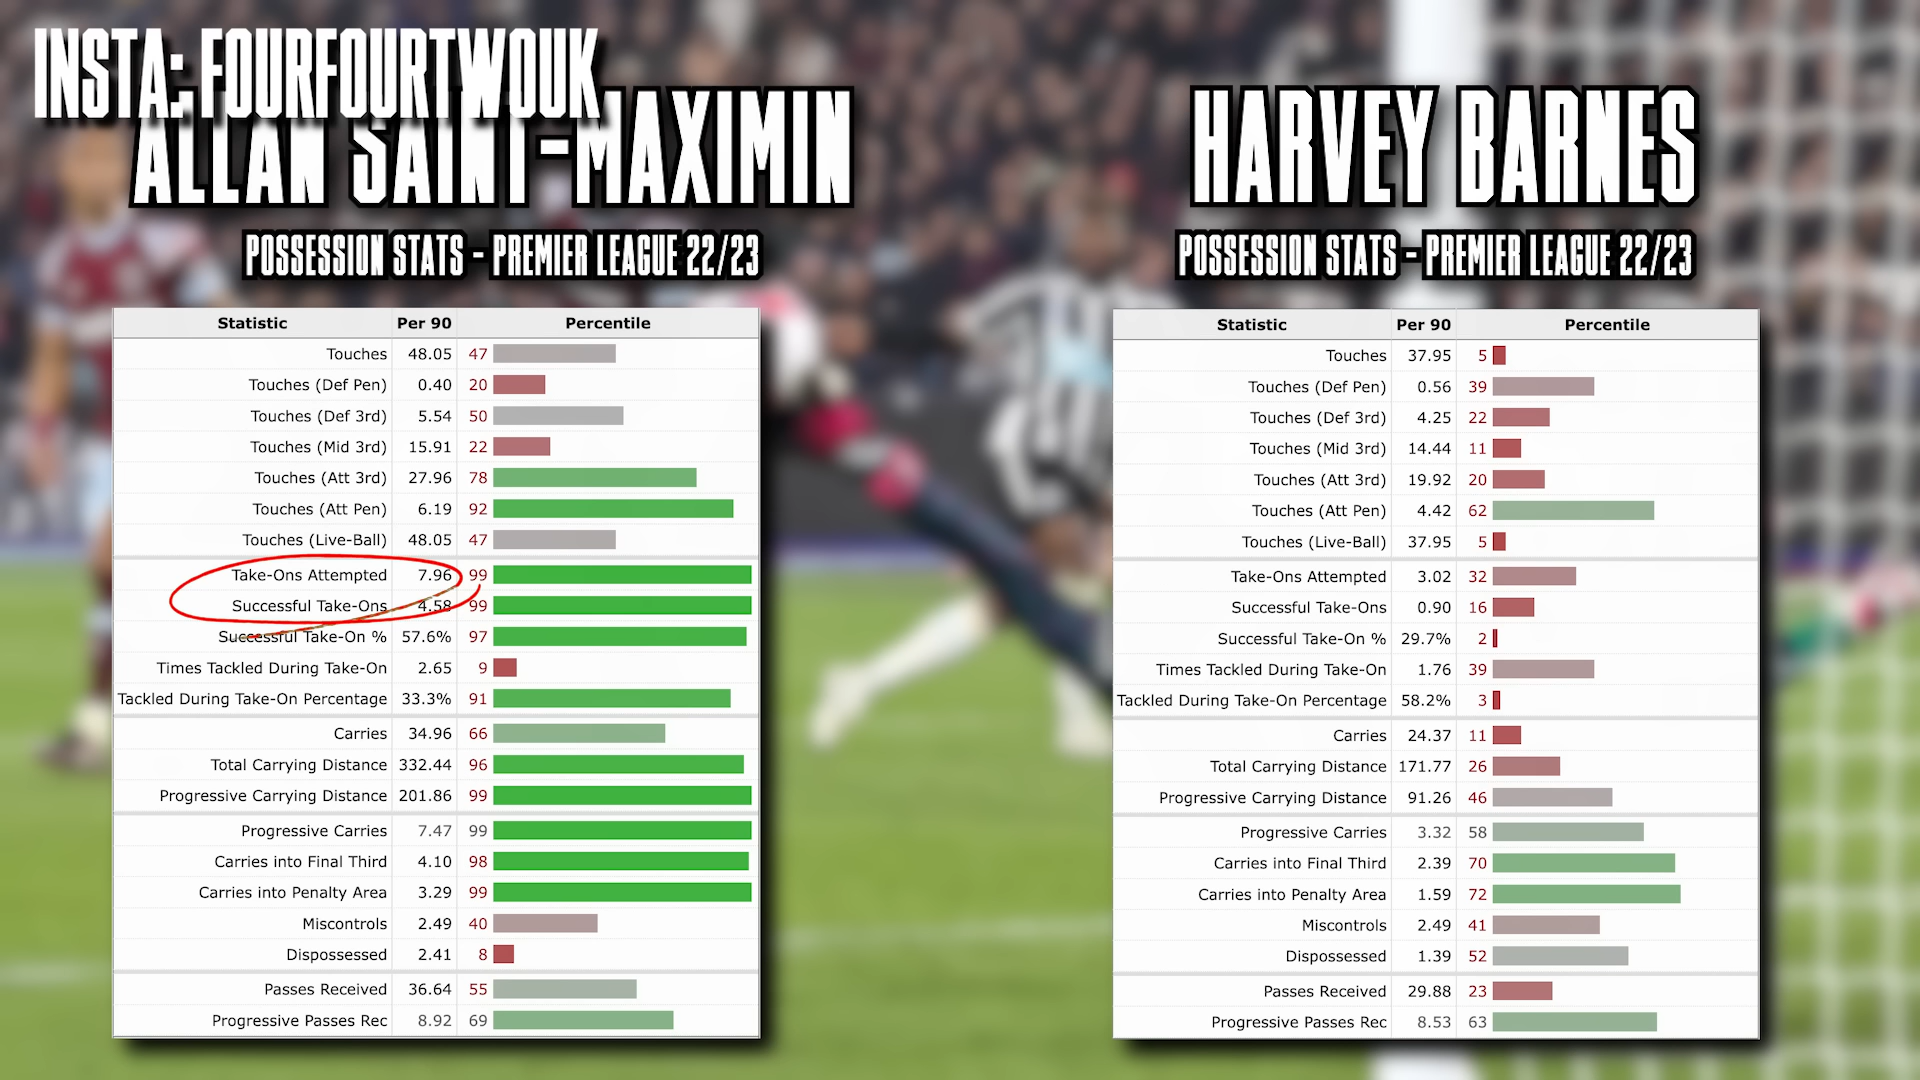 INSTA: FOURFOURTWOUK
ALLAN SAINT-MAXIMIN
POSSESSION STATS - PREMIER LEAGUE 22/23
Statistic Per 90 Percentile
Touches 48.05 47
Touches (Def Pen) 0.40 20
Touches (Def 3rd) 5.54 50
Touches (Mid 3rd) 15.91 22
Touches (Att 3rd) 27.96 78
Touches (Att Pen) 6.19 92
Touches (Live-Ball) 48.05 47
Take-Ons Attempted 7.96 99
Successful Take-Ons 4.58 99
Successful Take-On % 57.6% 97
Times Tackled During Take-On 2.65 9
Tackled During Take-On Percentage 33.3% 91
Carries 34.96 66
Total Carrying Distance 332.44 96
Progressive Carrying Distance 201.86 99
Progressive Carries 7.47 99
Carries into Final Third 4.10 98
Carries into Penalty Area 3.29 99
Miscontrols 2.49 40
Dispossessed 2.41 8
Passes Received 36.64 55
Progressive Passes Rec 8.92 69
HARVEY BARNES
POSSESSION STATS - PREMIER LEAGUE 22/23
Statistic Per 90 Percentile
Touches 37.95 5
Touches (Def Pen) 0.56 39
Touches (Def 3rd) 4.25 22
Touches (Mid 3rd) 14.44 11
Touches (Att 3rd) 19.92 20
Touches (Att Pen) 4.42 62
Touches (Live-Ball) 37.95 5
Take-Ons Attempted 3.02 32
Successful Take-Ons 0.90 16
Successful Take-On % 29.7% 2
Times Tackled During Take-On 1.76 39
Tackled During Take-On Percentage 58.2% 3
Carries 24.37 11
Total Carrying Distance 171.77 26
Progressive Carrying Distance 91.26 46
Progressive Carries 3.32 58
Carries into Final Third 2.39 70
Carries into Penalty Area 1.59 72
Miscontrols 2.49 41
Dispossessed 1.39 52
Passes Received 29.88 23
Progressive Passes Rec 8.53 63